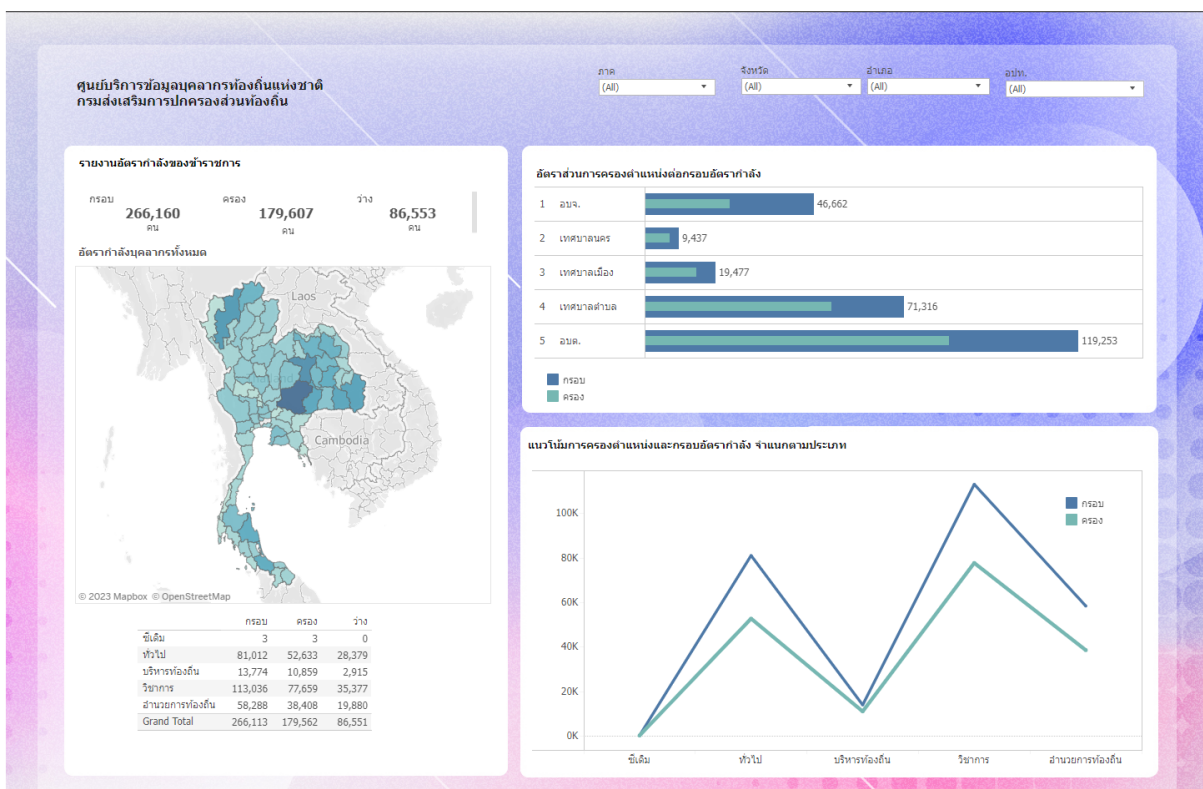 ศูนย์บริการข้อมูลบุคลากรท้องถิ่นแห่งชาติ
กรมส่งเสริมการปกครองส่วนท้องถิ่น
ภาค
(All)
จังหวัด
(All)
อำเภอ
(All)
อปท.
(All)
รายงานอัตรากำลังของข้าราชการ
กรอบ
266,160
คน
ครอง
179,607
คน
ว่าง
86,553
คน
อัตรากำลังบุคลากรทั้งหมด
Laos
Cambodia
© 2023 Mapbox © OpenStreetMap
กรอบ ครอง ว่าง
ชีเดิม 3 3 0
ทั่วไป 81,012 52,633 28,379
บริหารท้องถิ่น 13,774 10,859 2,915
วิชาการ 113,036 77,659 35,377
อำนวยการท้องถิ่น 58,288 38,408 19,880
Grand Total 266,113 179,562 86,551
อัตราส่วนการครองตำแหน่งต่อกรอบอัตรากำลัง
1 อบจ. 46,662
2 เทศบาลนคร 9,437
3 เทศบาลเมือง 19,477
4 เทศบาลตำบล 71,316
5 อบต. 119,253
กรอบ
ครอง
แนวโน้มการครองตำแหน่งและกรอบอัตรากำลัง จำแนกตามประเภท
กรอบ
ครอง
100K
80K
60K
40K
20K
0K
ชีเดิม ทั่วไป บริหารท้องถิ่น วิชาการ อำนวยการท้องถิ่น